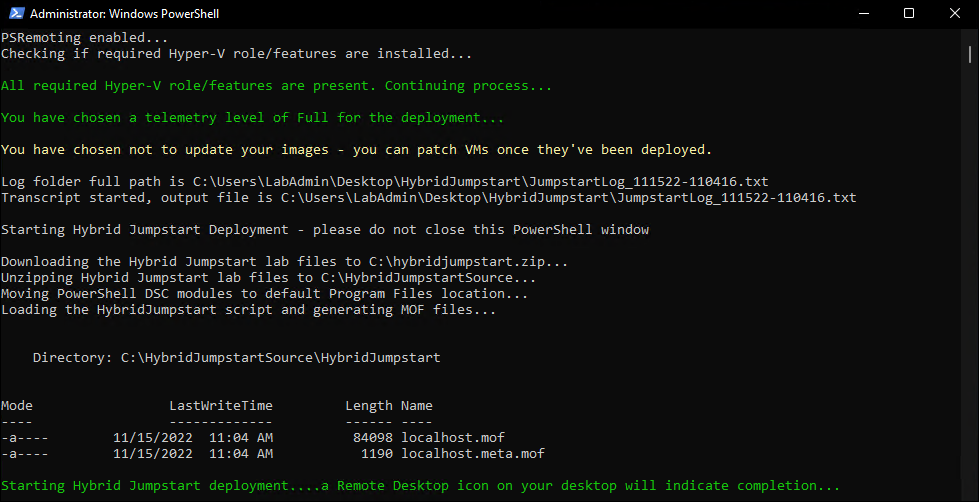 Administrator: Windows PowerShell
PSRemoting enabled...
Checking if required Hyper-V role/features are installed...
All required Hyper-V role/features are present. Continuing process...
You have chosen a telemetry level of Full for the deployment...
You have chosen not to update your images - you can patch VMs once they've been deployed.
Log folder full path is C:\Users\LabAdmin\Desktop\HybridJumpstart\JumpstartLog_111522-110416.txt
Transcript started, output file is C:\Users\LabAdmin\Desktop\HybridJumpstart\JumpstartLog_111522-110416.txt
Starting Hybrid Jumpstart Deployment - please do not close this PowerShell window
Downloading the Hybrid Jumpstart lab files to C:\hybridjumpstart.zip...
Unzipping Hybrid Jumpstart lab files to C:\HybridJumpstartSource...
Moving PowerShell DSC modules to default Program Files location...
Loading the HybridJumpstart script and generating MOF files...
    Directory: C:\HybridJumpstartSource\HybridJumpstart
Mode                 LastWriteTime         Length Name
----                 -------------         ------ ----
-a----        11/15/2022  11:04 AM          84098 localhost.mof
-a----        11/15/2022  11:04 AM           1190 localhost.meta.mof
Starting Hybrid Jumpstart deployment....a Remote Desktop icon on your desktop will indicate completion...